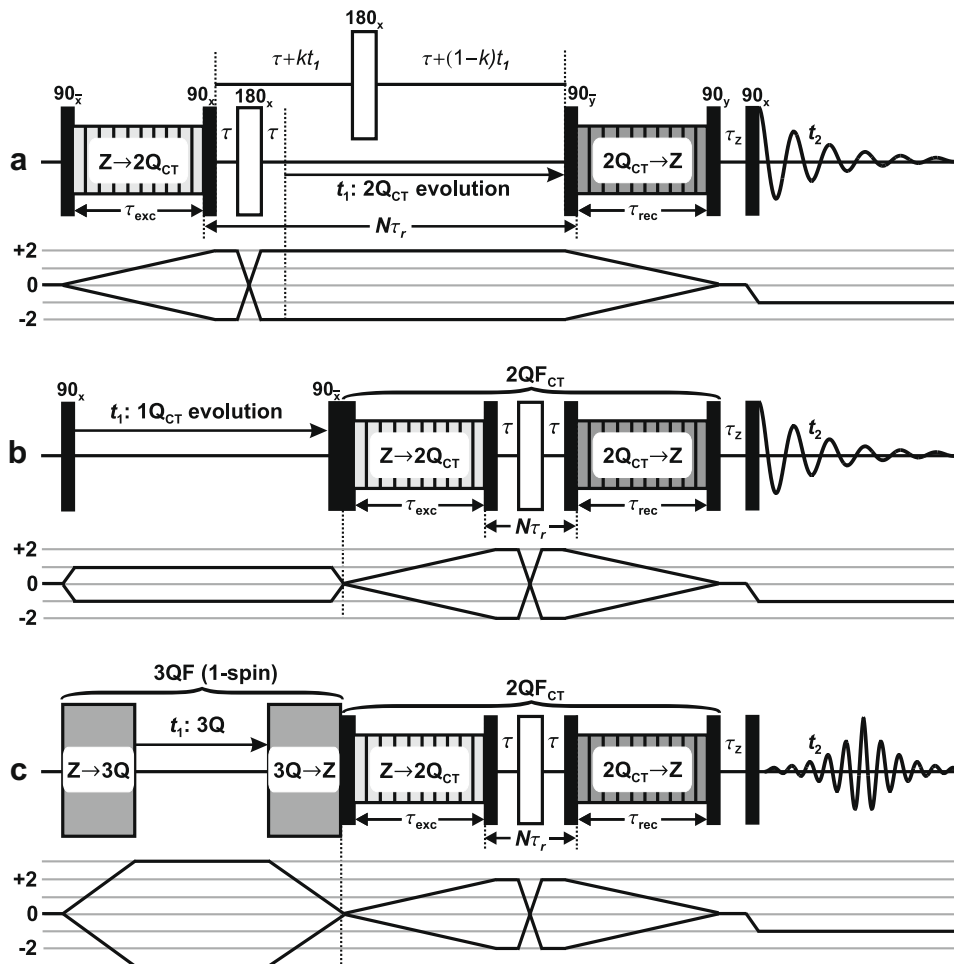 180x
τ+kt₁ τ+(1−k)t₁
90x̄ 90x 180x 90ȳ 90y 90x
a Z→2QCT τ τ 2QCT→Z τZ t₂
t₁: 2QCT evolution
τexc τrec
Nτr
+2
0
-2
2QFCT
90x 90x̄
t₁: 1QCT evolution
b Z→2QCT τ τ 2QCT→Z τZ t₂
τexc τrec
Nτr
+2
0
-2
3QF (1-spin) 2QFCT
t₁: 3Q
c Z→3Q 3Q→Z Z→2QCT τ τ 2QCT→Z τZ t₂
τexc τrec
Nτr
+2
0
-2